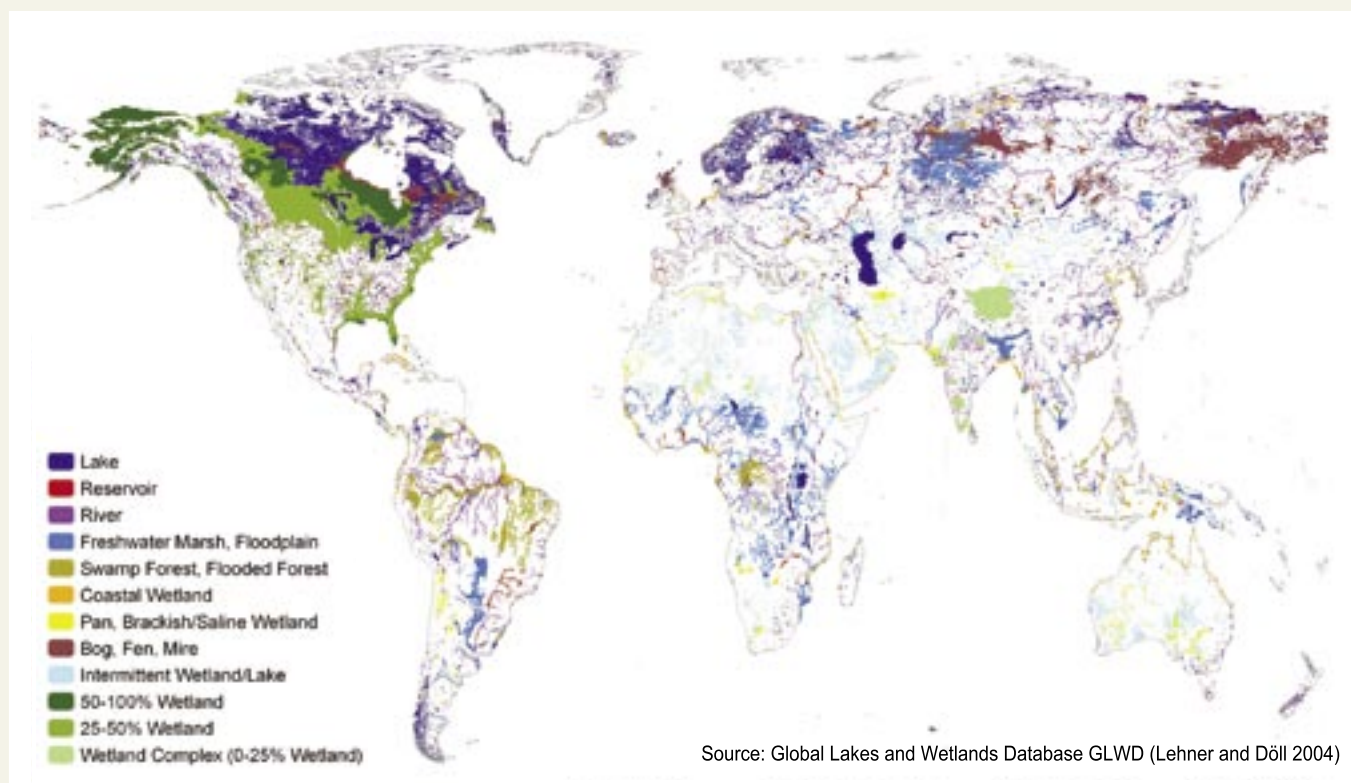 Lake
Reservoir
River
Freshwater Marsh, Floodplain
Swamp Forest, Flooded Forest
Coastal Wetland
Pan, Brackish/Saline Wetland
Bog, Fen, Mire
Intermittent Wetland/Lake
50-100% Wetland
25-50% Wetland
Wetland Complex (0-25% Wetland)
Source: Global Lakes and Wetlands Database GLWD (Lehner and Döll 2004)